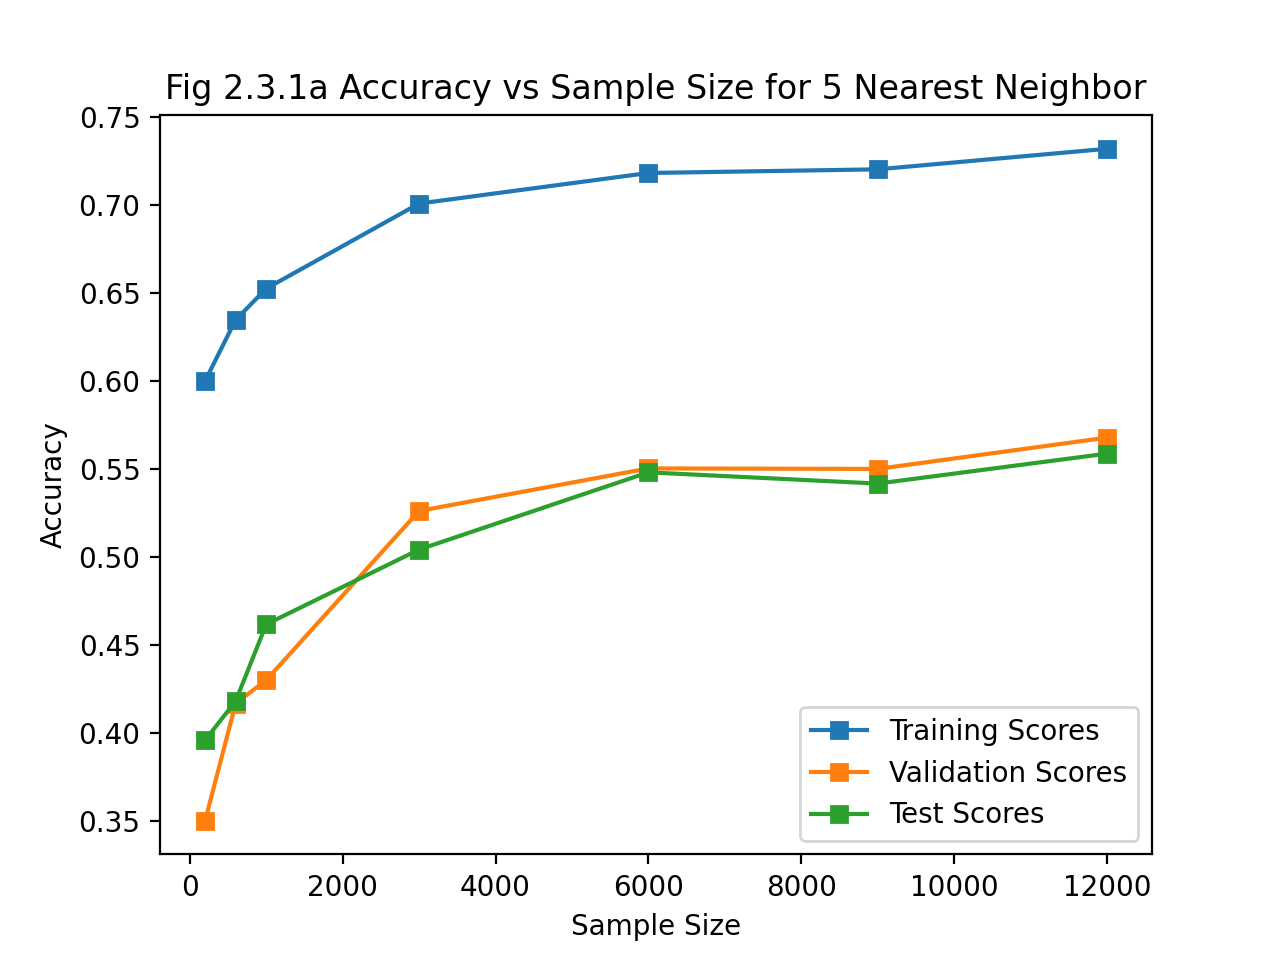 Fig 2.3.1a Accuracy vs Sample Size for 5 Nearest Neighbor
0.75
0.70
0.65
0.60
0.55
0.50
0.45
0.40
0.35
Accuracy
Training Scores
Validation Scores
Test Scores
0 2000 4000 6000 8000 10000 12000
Sample Size